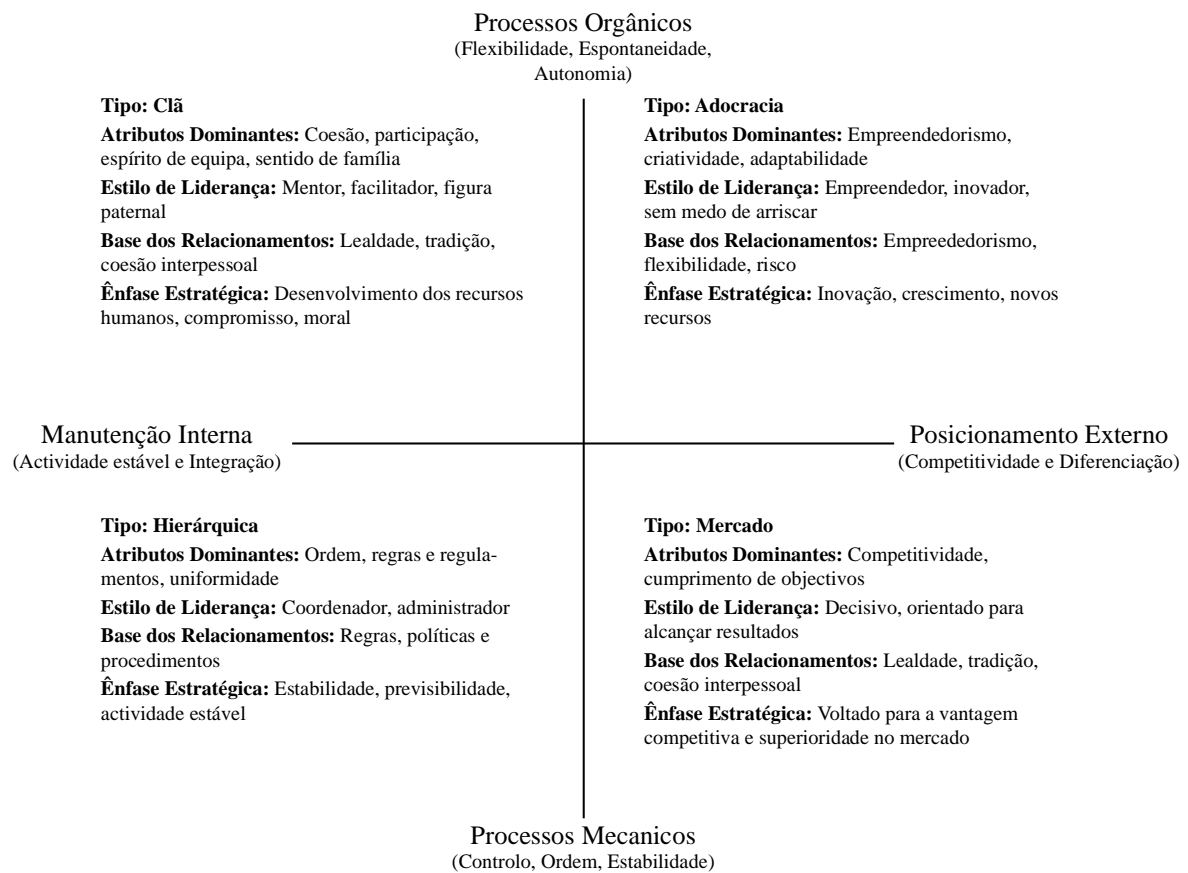 Processos Orgânicos
(Flexibilidade, Espontaneidade,
Autonomia)
Tipo: Clã
Atributos Dominantes: Coesão, participação,
espírito de equipa, sentido de família
Estilo de Liderança: Mentor, facilitador, figura
paternal
Base dos Relacionamentos: Lealdade, tradição,
coesão interpessoal
Ênfase Estratégica: Desenvolvimento dos recursos
humanos, compromisso, moral
Tipo: Adocracia
Atributos Dominantes: Empreendedorismo,
criatividade, adaptabilidade
Estilo de Liderança: Empreendedor, inovador,
sem medo de arriscar
Base dos Relacionamentos: Empreededorismo,
flexibilidade, risco
Ênfase Estratégica: Inovação, crescimento, novos
recursos
Manutenção Interna
(Actividade estável e Integração)
Posicionamento Externo
(Competitividade e Diferenciação)
Tipo: Hierárquica
Atributos Dominantes: Ordem, regras e regula-
mentos, uniformidade
Estilo de Liderança: Coordenador, administrador
Base dos Relacionamentos: Regras, políticas e
procedimentos
Ênfase Estratégica: Estabilidade, previsibilidade,
actividade estável
Tipo: Mercado
Atributos Dominantes: Competitividade,
cumprimento de objectivos
Estilo de Liderança: Decisivo, orientado para
alcançar resultados
Base dos Relacionamentos: Lealdade, tradição,
coesão interpessoal
Ênfase Estratégica: Voltado para a vantagem
competitiva e superioridade no mercado
Processos Mecanicos
(Controlo, Ordem, Estabilidade)